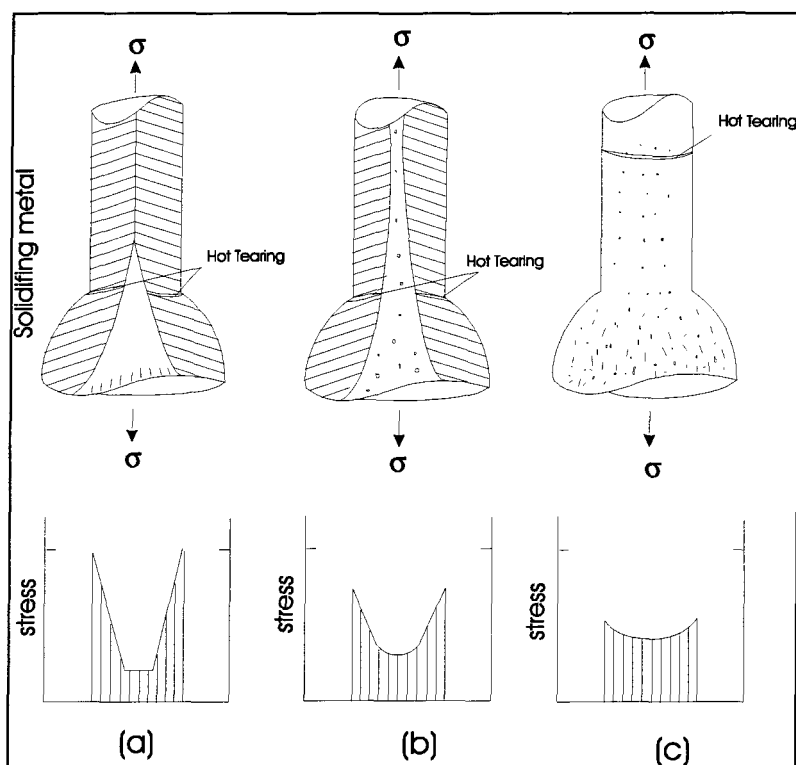 σ
σ
σ
Hot Tearing
Solidifing metal
Hot Tearing
Hot Tearing
σ
σ
σ
stress
stress
stress
(a)
(b)
(c)